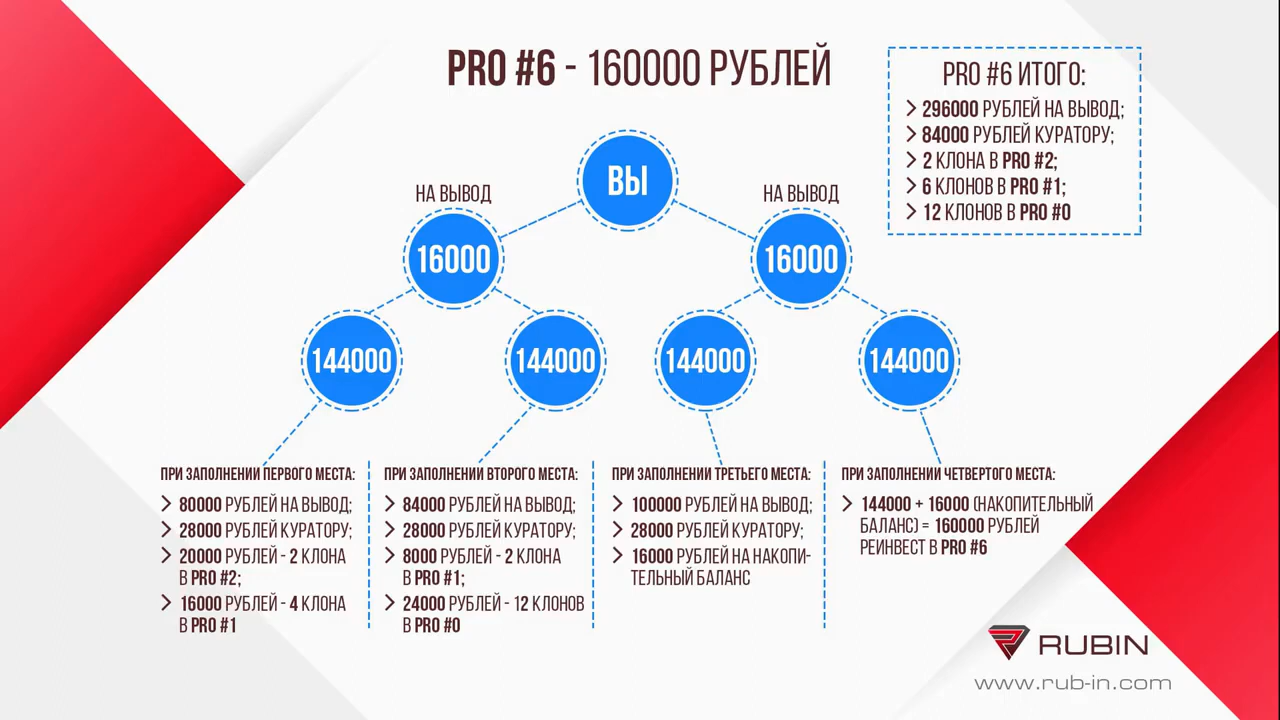 PRO #6 - 160000 РУБЛЕЙ
PRO #6 ИТОГО:
296000 РУБЛЕЙ НА ВЫВОД;
84000 РУБЛЕЙ КУРАТОРУ;
2 КЛОНА В PRO #2;
6 КЛОНОВ В PRO #1;
12 КЛОНОВ В PRO #0
ВЫ
НА ВЫВОД
НА ВЫВОД
16000
16000
144000
144000
144000
144000
ПРИ ЗАПОЛНЕНИИ ПЕРВОГО МЕСТА:
80000 РУБЛЕЙ НА ВЫВОД;
28000 РУБЛЕЙ КУРАТОРУ;
20000 РУБЛЕЙ - 2 КЛОНА
В PRO #2;
16000 РУБЛЕЙ - 4 КЛОНА
В PRO #1
ПРИ ЗАПОЛНЕНИИ ВТОРОГО МЕСТА:
84000 РУБЛЕЙ НА ВЫВОД;
28000 РУБЛЕЙ КУРАТОРУ;
8000 РУБЛЕЙ - 2 КЛОНА
В PRO #1;
24000 РУБЛЕЙ - 12 КЛОНОВ
В PRO #0
ПРИ ЗАПОЛНЕНИИ ТРЕТЬЕГО МЕСТА:
100000 РУБЛЕЙ НА ВЫВОД;
28000 РУБЛЕЙ КУРАТОРУ;
16000 РУБЛЕЙ НА НАКОПИ-
ТЕЛЬНЫЙ БАЛАНС
ПРИ ЗАПОЛНЕНИИ ЧЕТВЕРТОГО МЕСТА:
144000 + 16000 (НАКОПИТЕЛЬНЫЙ
БАЛАНС) = 160000 РУБЛЕЙ
РЕИНВЕСТ В PRO #6
RUBIN
www.rub-in.com